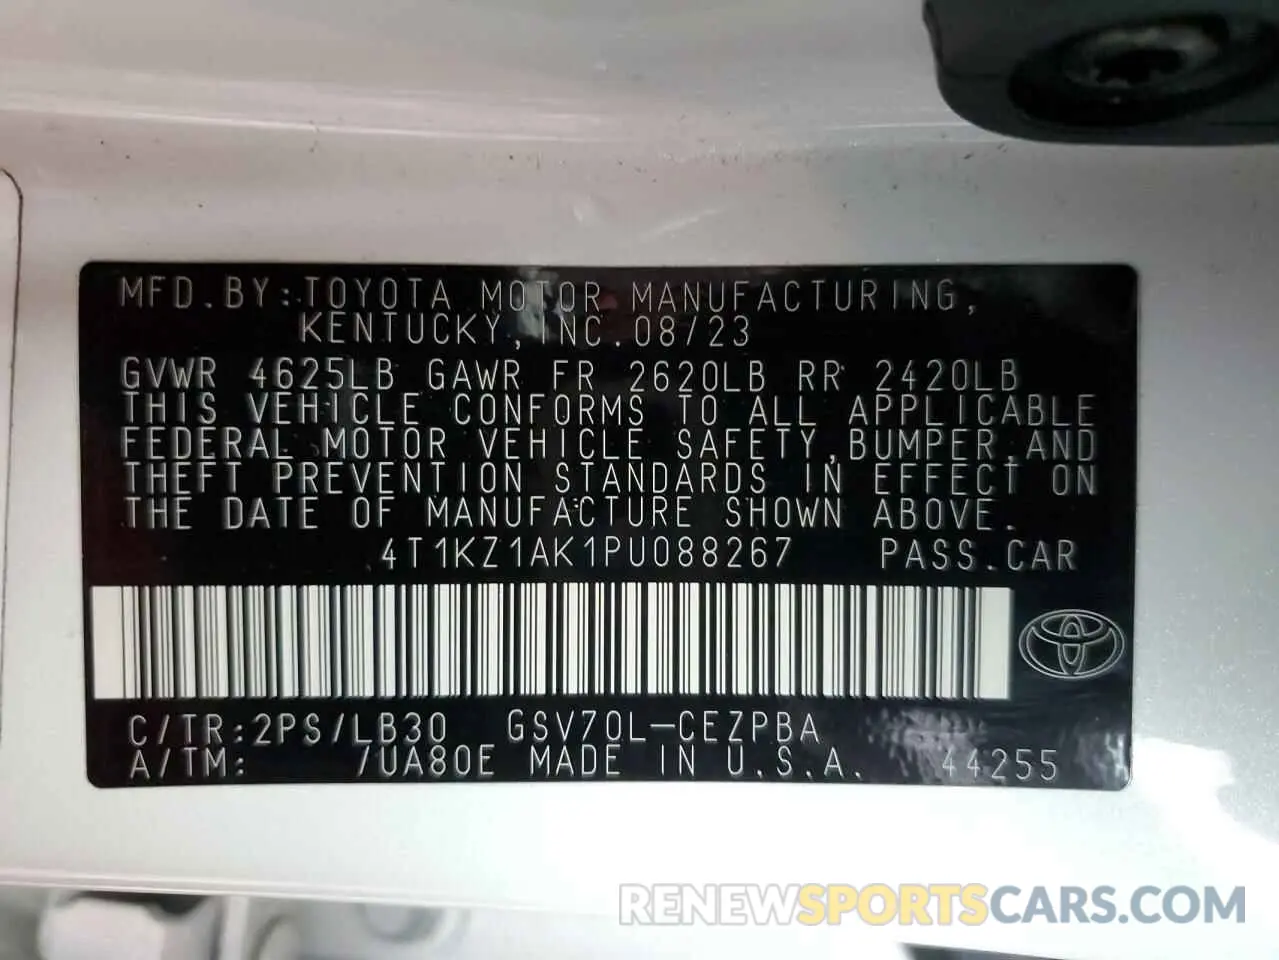 MFD.BY:TOYOTA MOTOR MANUFACTURING,
KENTUCKY,INC.08/23
GVWR 4625LB GAWR FR 2620LB RR 2420LB
THIS VEHICLE CONFORMS TO ALL APPLICABLE
FEDERAL MOTOR VEHICLE SAFETY,BUMPER,AND
THEFT PREVENTION STANDARDS IN EFFECT ON
THE DATE OF MANUFACTURE SHOWN ABOVE.
4T1KZ1AK1PU088267 PASS.CAR
C/TR:2PS/LB30 GSV70L-CEZPBA
A/TM: /UA80E MADE IN U.S.A. 44255
RENEWSPORTSCARS.COM